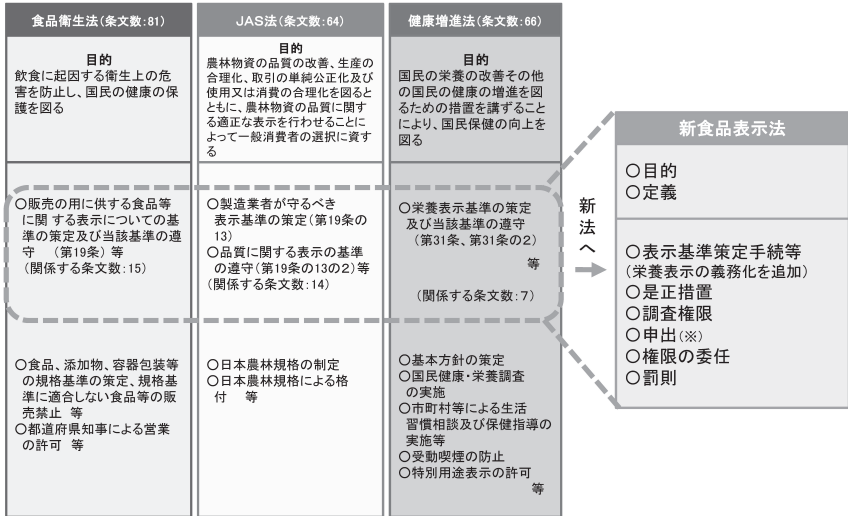 食品衛生法(条文数:81)
目的
飲食に起因する衛生上の危
害を防止し、国民の健康の保
護を図る
○販売の用に供する食品等
に関 する表示についての基
準の策定及び当該基準の遵
守 (第19条) 等
(関係する条文数:15)
○食品、添加物、容器包装等
の規格基準の策定、規格基
準に適合しない食品等の販
売禁止 等
○都道府県知事による営業
の許可 等
JAS法(条文数:64)
目的
農林物資の品質の改善、生産の
合理化、取引の単純公正化及び
使用又は消費の合理化を図ると
ともに、農林物資の品質に関す
る適正な表示を行わせることに
よって一般消費者の選択に資す
る
○製造業者が守るべき
表示基準の策定(第19条の
13)
○品質に関する表示の基準
の遵守(第19条の13の2)等
(関係する条文数:14)
○日本農林規格の制定
○日本農林規格による格
付 等
健康増進法(条文数:66)
目的
国民の栄養の改善その他
の国民の健康の増進を図
るための措置を講ずること
により、国民保健の向上を
図る
○栄養表示基準の策定
及び当該基準の遵守
(第31条、第31条の2)
等
(関係する条文数:7)
○基本方針の策定
○国民健康・栄養調査
の実施
○市町村等による生活
習慣相談及び保健指導の
実施等
○受動喫煙の防止
○特別用途表示の許可
等
新法へ
新食品表示法
○目的
○定義
○表示基準策定手続等
(栄養表示の義務化を追加)
○是正措置
○調査権限
○申出(※)
○権限の委任
○罰則